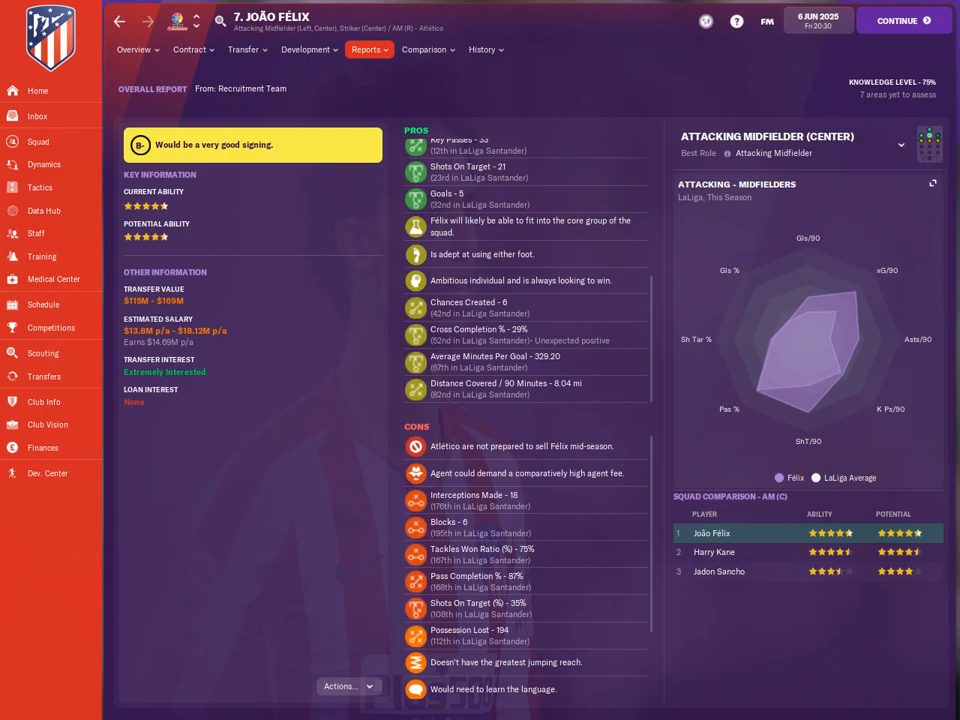 7. JOÃO FÉLIX
Attacking Midfielder (Left, Center), Striker (Center) / AM (R) - Atlético
FM
6 JUN 2025
Fri 20:30
CONTINUE
Overview
Contract
Transfer
Development
Reports
Comparison
History
Home
Inbox
Squad
Dynamics
Tactics
Data Hub
Staff
Training
Medical Center
Schedule
Competitions
Scouting
Transfers
Club Info
Club Vision
Finances
Dev. Center
OVERALL REPORT From: Recruitment Team
KNOWLEDGE LEVEL - 75%
7 areas yet to assess
B- Would be a very good signing.
KEY INFORMATION
CURRENT ABILITY
POTENTIAL ABILITY
OTHER INFORMATION
TRANSFER VALUE
$115M - $169M
ESTIMATED SALARY
$13.8M p/a - $18.12M p/a
Earns $14.69M p/a
TRANSFER INTEREST
Extremely Interested
LOAN INTEREST
None
Actions...
PROS
Key Passes - 33
(12th in LaLiga Santander)
Shots On Target - 21
(23rd in LaLiga Santander)
Goals - 5
(32nd in LaLiga Santander)
Félix will likely be able to fit into the core group of the
squad.
Is adept at using either foot.
Ambitious individual and is always looking to win.
Chances Created - 6
(42nd in LaLiga Santander)
Cross Completion % - 29%
(52nd in LaLiga Santander)- Unexpected positive
Average Minutes Per Goal - 329.20
(67th in LaLiga Santander)
Distance Covered / 90 Minutes - 8.04 mi
(82nd in LaLiga Santander)
CONS
Atlético are not prepared to sell Félix mid-season.
Agent could demand a comparatively high agent fee.
Interceptions Made - 18
(176th in LaLiga Santander)
Blocks - 6
(195th in LaLiga Santander)
Tackles Won Ratio (%) - 75%
(167th in LaLiga Santander)
Pass Completion % - 87%
(168th in LaLiga Santander)
Shots On Target (%) - 35%
(108th in LaLiga Santander)
Possession Lost - 194
(112th in LaLiga Santander)
Doesn't have the greatest jumping reach.
Would need to learn the language.
ATTACKING MIDFIELDER (CENTER)
Best Role Attacking Midfielder
ATTACKING - MIDFIELDERS
LaLiga, This Season
Gls/90
Gls %
xG/90
Sh Tar %
Asts/90
Pas %
K Ps/90
ShT/90
Félix LaLiga Average
SQUAD COMPARISON - AM (C)
PLAYER ABILITY POTENTIAL
1 João Félix
2 Harry Kane
3 Jadon Sancho